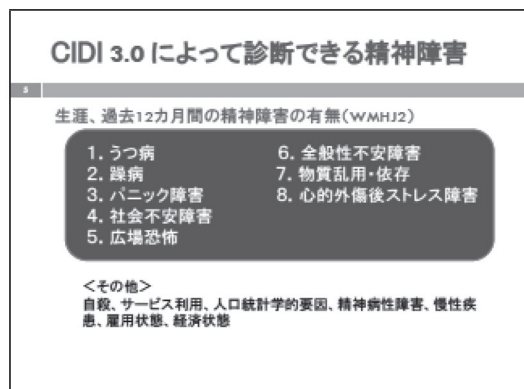 CIDI 3.0 によって診断できる精神障害
5
生涯、過去12カ月間の精神障害の有無(WMHJ2)
1. うつ病
2. 躁病
3. パニック障害
4. 社会不安障害
5. 広場恐怖
6. 全般性不安障害
7. 物質乱用・依存
8. 心的外傷後ストレス障害
＜その他＞
自殺、サービス利用、人口統計学的要因、精神病性障害、慢性疾
患、雇用状態、経済状態